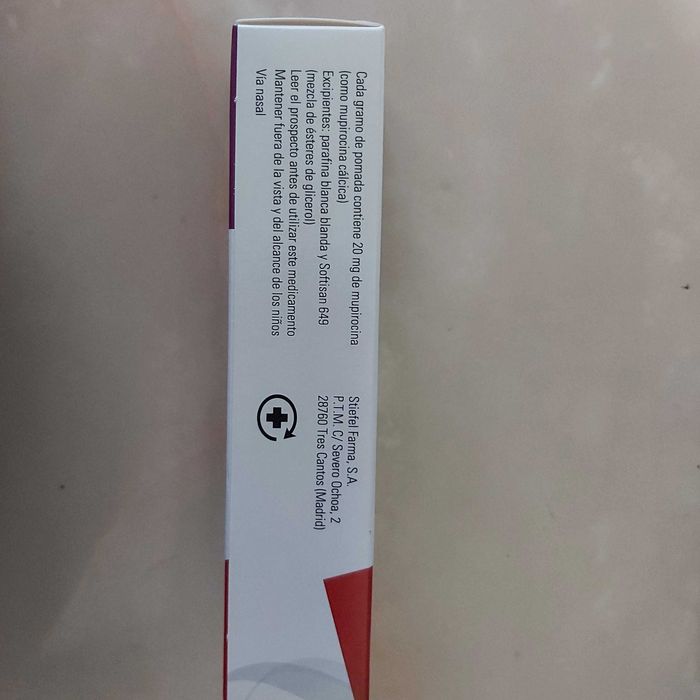 Cada gramo de pomada contiene 20 mg de mupirocina
(como mupirocina cálcica)
Excipientes: parafina blanca blanda y Softisan 649
(mezcla de ésteres de glicerol)
Leer el prospecto antes de utilizar este medicamento
Mantener fuera de la vista y del alcance de los niños
Vía nasal
Stiefel Farma, S.A.
P.T.M. C/ Severo Ochoa, 2
28760 Tres Cantos (Madrid)